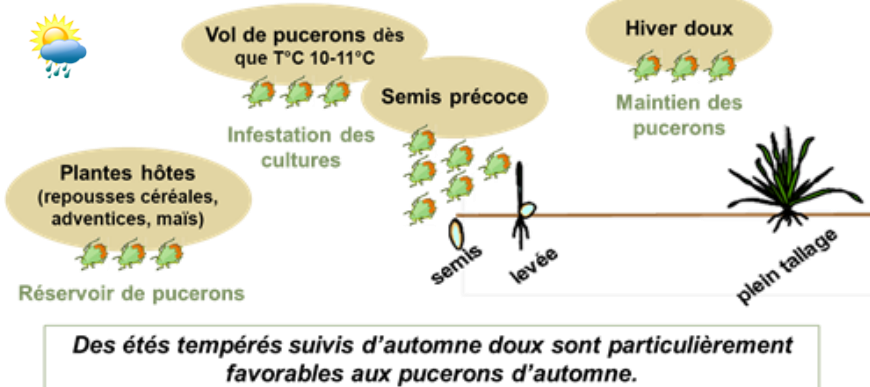 Vol de pucerons dès
que T°C 10-11°C
Infestation des
cultures
Semis précoce
Hiver doux
Maintien des
pucerons
Plantes hôtes
(repousses céréales,
adventices, maïs)
Réservoir de pucerons
semis
levée
plein tallage
Des étés tempérés suivis d'automne doux sont particulièrement
favorables aux pucerons d'automne.